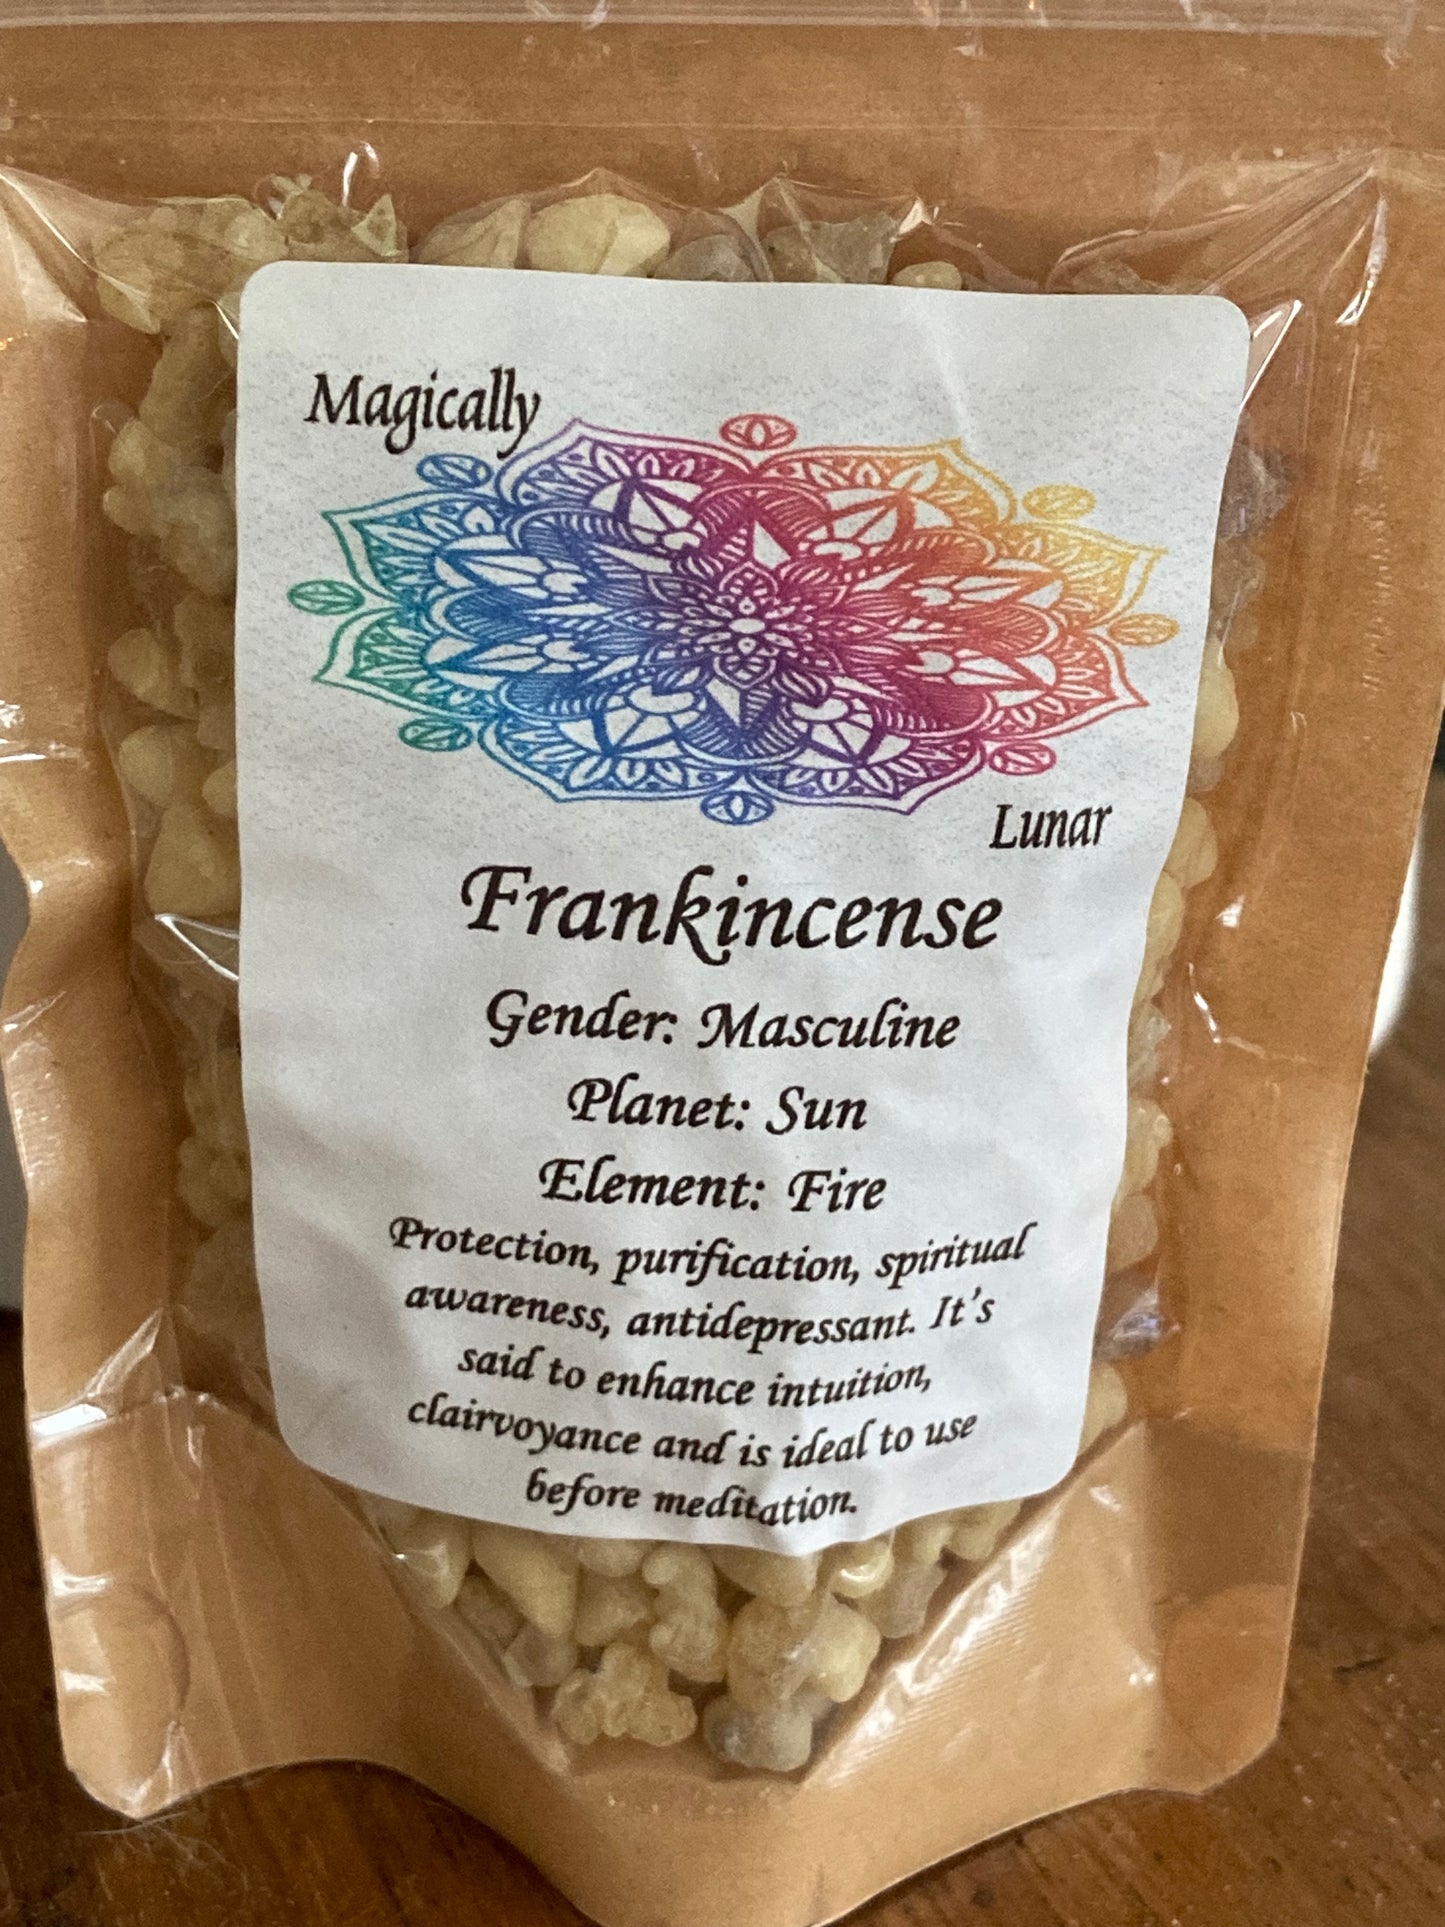 Magically
Lunar
Frankincense
Gender: Masculine
Planet: Sun
Element: Fire
Protection, purification, spiritual
awareness, antidepressant. It's
said to enhance intuition,
clairvoyance and is ideal to use
before meditation.